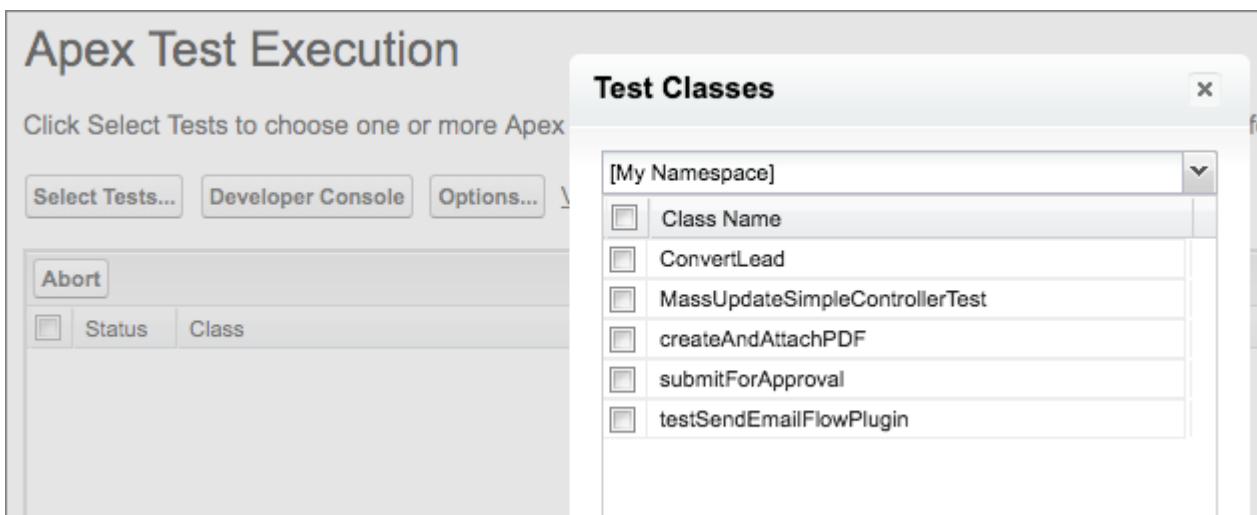 Apex Test Execution
Click Select Tests to choose one or more Apex
Select Tests...
Developer Console
Options...
Abort
Status
Class
Test Classes
[My Namespace]
Class Name
ConvertLead
MassUpdateSimpleControllerTest
createAndAttachPDF
submitForApproval
testSendEmailFlowPlugin